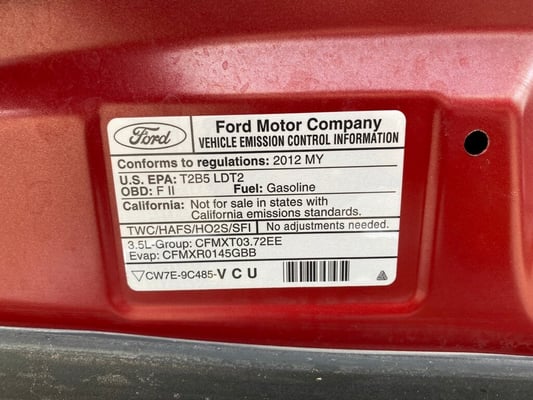 Ford
Ford Motor Company
VEHICLE EMISSION CONTROL INFORMATION
Conforms to regulations: 2012 MY
U.S. EPA: T2B5 LDT2
OBD: F II Fuel: Gasoline
California: Not for sale in states with
California emissions standards.
TWC/HAFS/HO2S/SFI No adjustments needed.
3.5L-Group: CFMXT03.72EE
Evap: CFMXR0145GBB
CW7E-9C485-VCU